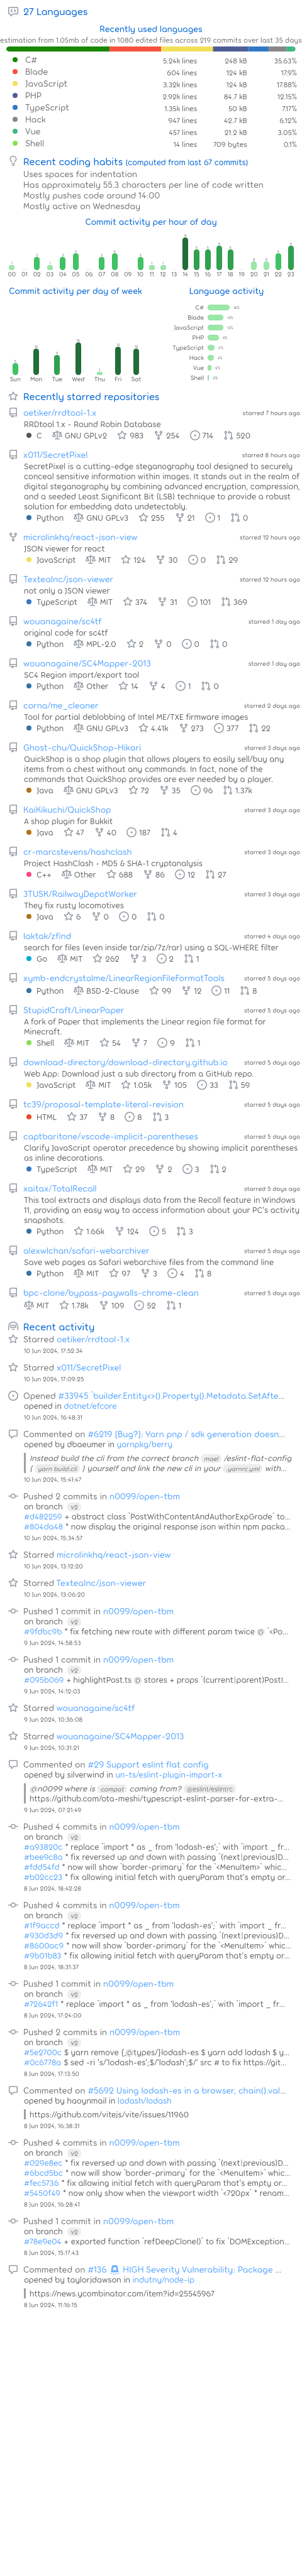 27 Languages
Recently used languages
estimation from 1.05mb of code in 1080 edited files across 219 commits over last 35 days
C# 5.24k lines 248 kB 35.63%
Blade 604 lines 124 kB 17.9%
JavaScript 3.32k lines 124 kB 17.88%
PHP 2.92k lines 84.7 kB 12.15%
TypeScript 1.35k lines 50 kB 7.17%
Hack 947 lines 42.7 kB 6.12%
Vue 457 lines 21.2 kB 3.05%
Shell 14 lines 709 bytes 0.1%
Recent coding habits (computed from last 67 commits)
Uses spaces for indentation
Has approximately 55.3 characters per line of code written
Mostly pushes code around 14:00
Mostly active on Wednesday
Commit activity per hour of day
00 01 02 03 04 05 06 07 08 09 10 11 12 13 14 15 16 17 18 19 20 21 22 23
Commit activity per day of week
Sun Mon Tue Wed Thu Fri Sat
Language activity
C#
Blade
JavaScript
PHP
TypeScript
Hack
Vue
Shell
Recently starred repositories
oetiker/rrdtool-1.x starred 7 hours ago
RRDtool 1.x - Round Robin Database
C GNU GPLv2 983 254 714 520
x011/SecretPixel starred 8 hours ago
SecretPixel is a cutting-edge steganography tool designed to securely
conceal sensitive information within images. It stands out in the realm of
digital steganography by combining advanced encryption, compression,
and a seeded Least Significant Bit (LSB) technique to provide a robust
solution for embedding data undetectably.
Python GNU GPLv3 255 21 1 0
microlinkhq/react-json-view starred 12 hours ago
JSON viewer for react
JavaScript MIT 124 30 0 29
TexteaInc/json-viewer starred 12 hours ago
not only a JSON viewer
TypeScript MIT 374 31 101 369
wouanagaine/sc4tf starred 1 day ago
original code for sc4tf
Python MPL-2.0 2 0 0 0
wouanagaine/SC4Mapper-2013 starred 1 day ago
SC4 Region import/export tool
Python Other 14 4 1 0
corna/me_cleaner starred 2 days ago
Tool for partial deblobbing of Intel ME/TXE firmware images
Python GNU GPLv3 4.41k 273 377 22
Ghost-chu/QuickShop-Hikari starred 3 days ago
QuickShop is a shop plugin that allows players to easily sell/buy any
items from a chest without any commands. In fact, none of the
commands that QuickShop provides are ever needed by a player.
Java GNU GPLv3 72 35 96 1.37k
KaiKikuchi/QuickShop starred 3 days ago
A shop plugin for Bukkit
Java 47 40 187 4
cr-marcstevens/hashclash starred 3 days ago
Project HashClash - MD5 & SHA-1 cryptanalysis
C++ Other 688 86 12 27
3TUSK/RailwayDepotWorker starred 3 days ago
They fix rusty locomotives
Java 6 0 0 0
laktak/zfind starred 4 days ago
search for files (even inside tar/zip/7z/rar) using a SQL-WHERE filter
Go MIT 262 3 2 1
xymb-endcrystalme/LinearRegionFileFormatTools starred 5 days ago
Python BSD-2-Clause 99 12 11 8
StupidCraft/LinearPaper starred 5 days ago
A fork of Paper that implements the Linear region file format for
Minecraft.
Shell MIT 54 7 9 1
download-directory/download-directory.github.io starred 5 days ago
Web App: Download just a sub directory from a GitHub repo.
JavaScript MIT 1.05k 105 33 59
tc39/proposal-template-literal-revision starred 5 days ago
HTML 37 8 8 3
captbaritone/vscode-implicit-parentheses starred 5 days ago
Clarify JavaScript operator precedence by showing implicit parentheses
as inline decorations.
TypeScript MIT 29 2 3 2
xaitax/TotalRecall starred 5 days ago
This tool extracts and displays data from the Recall feature in Windows
11, providing an easy way to access information about your PC's activity
snapshots.
Python 1.66k 124 5 3
alexwlchan/safari-webarchiver starred 5 days ago
Save web pages as Safari webarchive files from the command line
Python MIT 97 3 4 8
bpc-clone/bypass-paywalls-chrome-clean starred 5 days ago
MIT 1.78k 109 52 1
Recent activity
Starred oetiker/rrdtool-1.x
10 Jun 2024, 17:52:34
Starred x011/SecretPixel
10 Jun 2024, 17:09:25
Opened #33945 `builder.Entity<>().Property().Metadata.SetAfte...
opened in dotnet/efcore
10 Jun 2024, 16:48:31
Commented on #6219 [Bug?]: Yarn pnp / sdk generation doesn...
opened by dboeumer in yarnpkg/berry
Instead build the cli from the correct branch mael /eslint-flat-config
( yarn build:cli ) yourself and link the new cli in your .yarnrc.yml with...
10 Jun 2024, 15:41:47
Pushed 2 commits in n0099/open-tbm
on branch v2
#d482259 + abstract class `PostWithContentAndAuthorExpGrade` to...
#804da48 * now display the original response json with npm packa...
10 Jun 2024, 15:34:57
Starred microlinkhq/react-json-view
10 Jun 2024, 13:12:20
Starred TexteaInc/json-viewer
10 Jun 2024, 13:06:20
Pushed 1 commit in n0099/open-tbm
on branch v2
#9fdbc9b * fix fetching new route with different param twice @ `<Po...
9 Jun 2024, 14:58:53
Pushed 1 commit in n0099/open-tbm
on branch v2
#095b069 + highlightPost.ts @ stores + props `(current|parent)PostI...
9 Jun 2024, 14:12:03
Starred wouanagaine/sc4tf
9 Jun 2024, 10:36:08
Starred wouanagaine/SC4Mapper-2013
9 Jun 2024, 10:31:21
Commented on #29 Support eslint flat config
opened by silverwind in un-ts/eslint-plugin-import-x
@n0099 where is compat coming from? @eslint/eslintrc
https://github.com/ota-meshi/typescript-eslint-parser-for-extra-...
9 Jun 2024, 07:21:49
Pushed 4 commits in n0099/open-tbm
on branch v2
#a93820c * replace `import * as _ from 'lodash-es';` with `import _ fr...
#bee9c8a * fix reversed up and down with passing `(next|previous)D...
#fdd54fd * now will show `border-primary` for the `<MenuItem>` whic...
#b02cc23 * fix allowing initial fetch with queryParam that's empty or...
8 Jun 2024, 18:42:28
Pushed 4 commits in n0099/open-tbm
on branch v2
#1f9accd * replace `import * as _ from 'lodash-es';` with `import _ fr...
#930d3d9 * fix reversed up and down with passing `(next|previous)D...
#8600ac9 * now will show `border-primary` for the `<MenuItem>` whic...
#9b01b83 * fix allowing initial fetch with queryParam that's empty or...
8 Jun 2024, 18:31:37
Pushed 1 commit in n0099/open-tbm
on branch v2
#72642f1 * replace `import * as _ from 'lodash-es';` with `import _ fr...
8 Jun 2024, 17:24:00
Pushed 2 commits in n0099/open-tbm
on branch v2
#5e2700c $ yarn remove {,@types/}lodash-es $ yarn add lodash $ y...
#0c6778a $ sed -ri 's/'lodash-es';$/'lodash';$/' src # to fix https://git...
8 Jun 2024, 17:13:50
Commented on #5692 Using lodash-es in a browser, chain().val...
opened by haoynmail in lodash/lodash
https://github.com/vitejs/vite/issues/11960
8 Jun 2024, 16:38:31
Pushed 4 commits in n0099/open-tbm
on branch v2
#029e8ec * fix reversed up and down with passing `(next|previous)D...
#6bcd5bc * now will show `border-primary` for the `<MenuItem>` whic...
#fec5736 * fix allowing initial fetch with queryParam that's empty or...
#5450f49 * now only show when the viewport width `<720px` * renam...
8 Jun 2024, 16:28:41
Pushed 1 commit in n0099/open-tbm
on branch v2
#78e9e04 + exported function `refDeepClone()` to fix `DOMException...
8 Jun 2024, 15:17:43
Commented on #136 🚨 HIGH Severity Vulnerability: Package ...
opened by taylorjdawson in indutny/node-ip
https://news.ycombinator.com/item?id=25545967
8 Jun 2024, 11:16:15